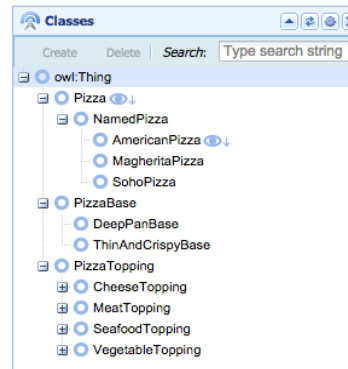 Classes
Create Delete Search: Type search string
owl:Thing
Pizza
NamedPizza
AmericanPizza
MagheritaPizza
SohoPizza
PizzaBase
DeepPanBase
ThinAndCrispyBase
PizzaTopping
CheeseTopping
MeatTopping
SeafoodTopping
VegetableTopping